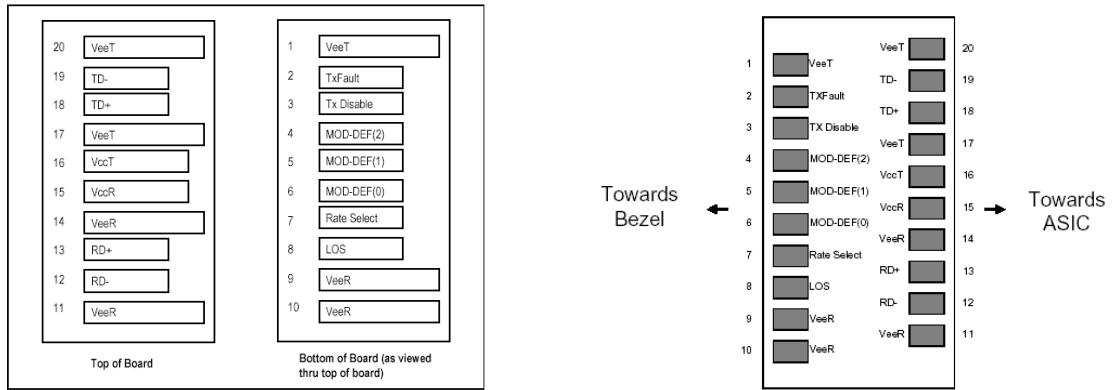 20 VeeT
19 TD-
18 TD+
17 VeeT
16 VccT
15 VccR
14 VeeR
13 RD+
12 RD-
11 VeeR
Top of Board
1 VeeT
2 TxFault
3 Tx Disable
4 MOD-DEF(2)
5 MOD-DEF(1)
6 MOD-DEF(0)
7 Rate Select
8 LOS
9 VeeR
10 VeeR
Bottom of Board (as viewed
thru top of board)
Towards
Bezel
1 VeeT
2 TXFault
3 TX Disable
4 MOD-DEF(2)
5 MOD-DEF(1)
6 MOD-DEF(0)
7 Rate Select
8 LOS
9 VeeR
10 VeeR
VeeT 20
TD- 19
TD+ 18
VeeT 17
VccT 16
VccR 15
VeeR 14
RD+ 13
RD- 12
VeeR 11
Towards
ASIC